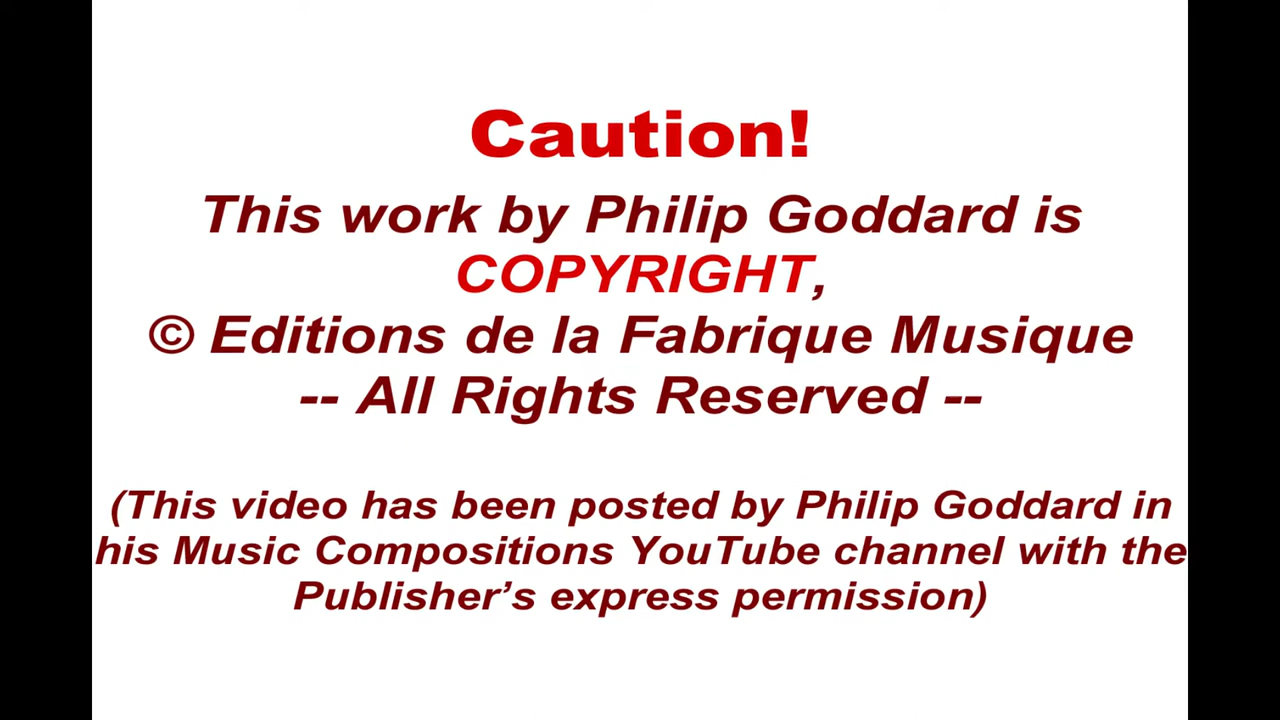 Caution!
This work by Philip Goddard is
COPYRIGHT,
© Editions de la Fabrique Musique
-- All Rights Reserved --
(This video has been posted by Philip Goddard in
his Music Compositions YouTube channel with the
Publisher’s express permission)